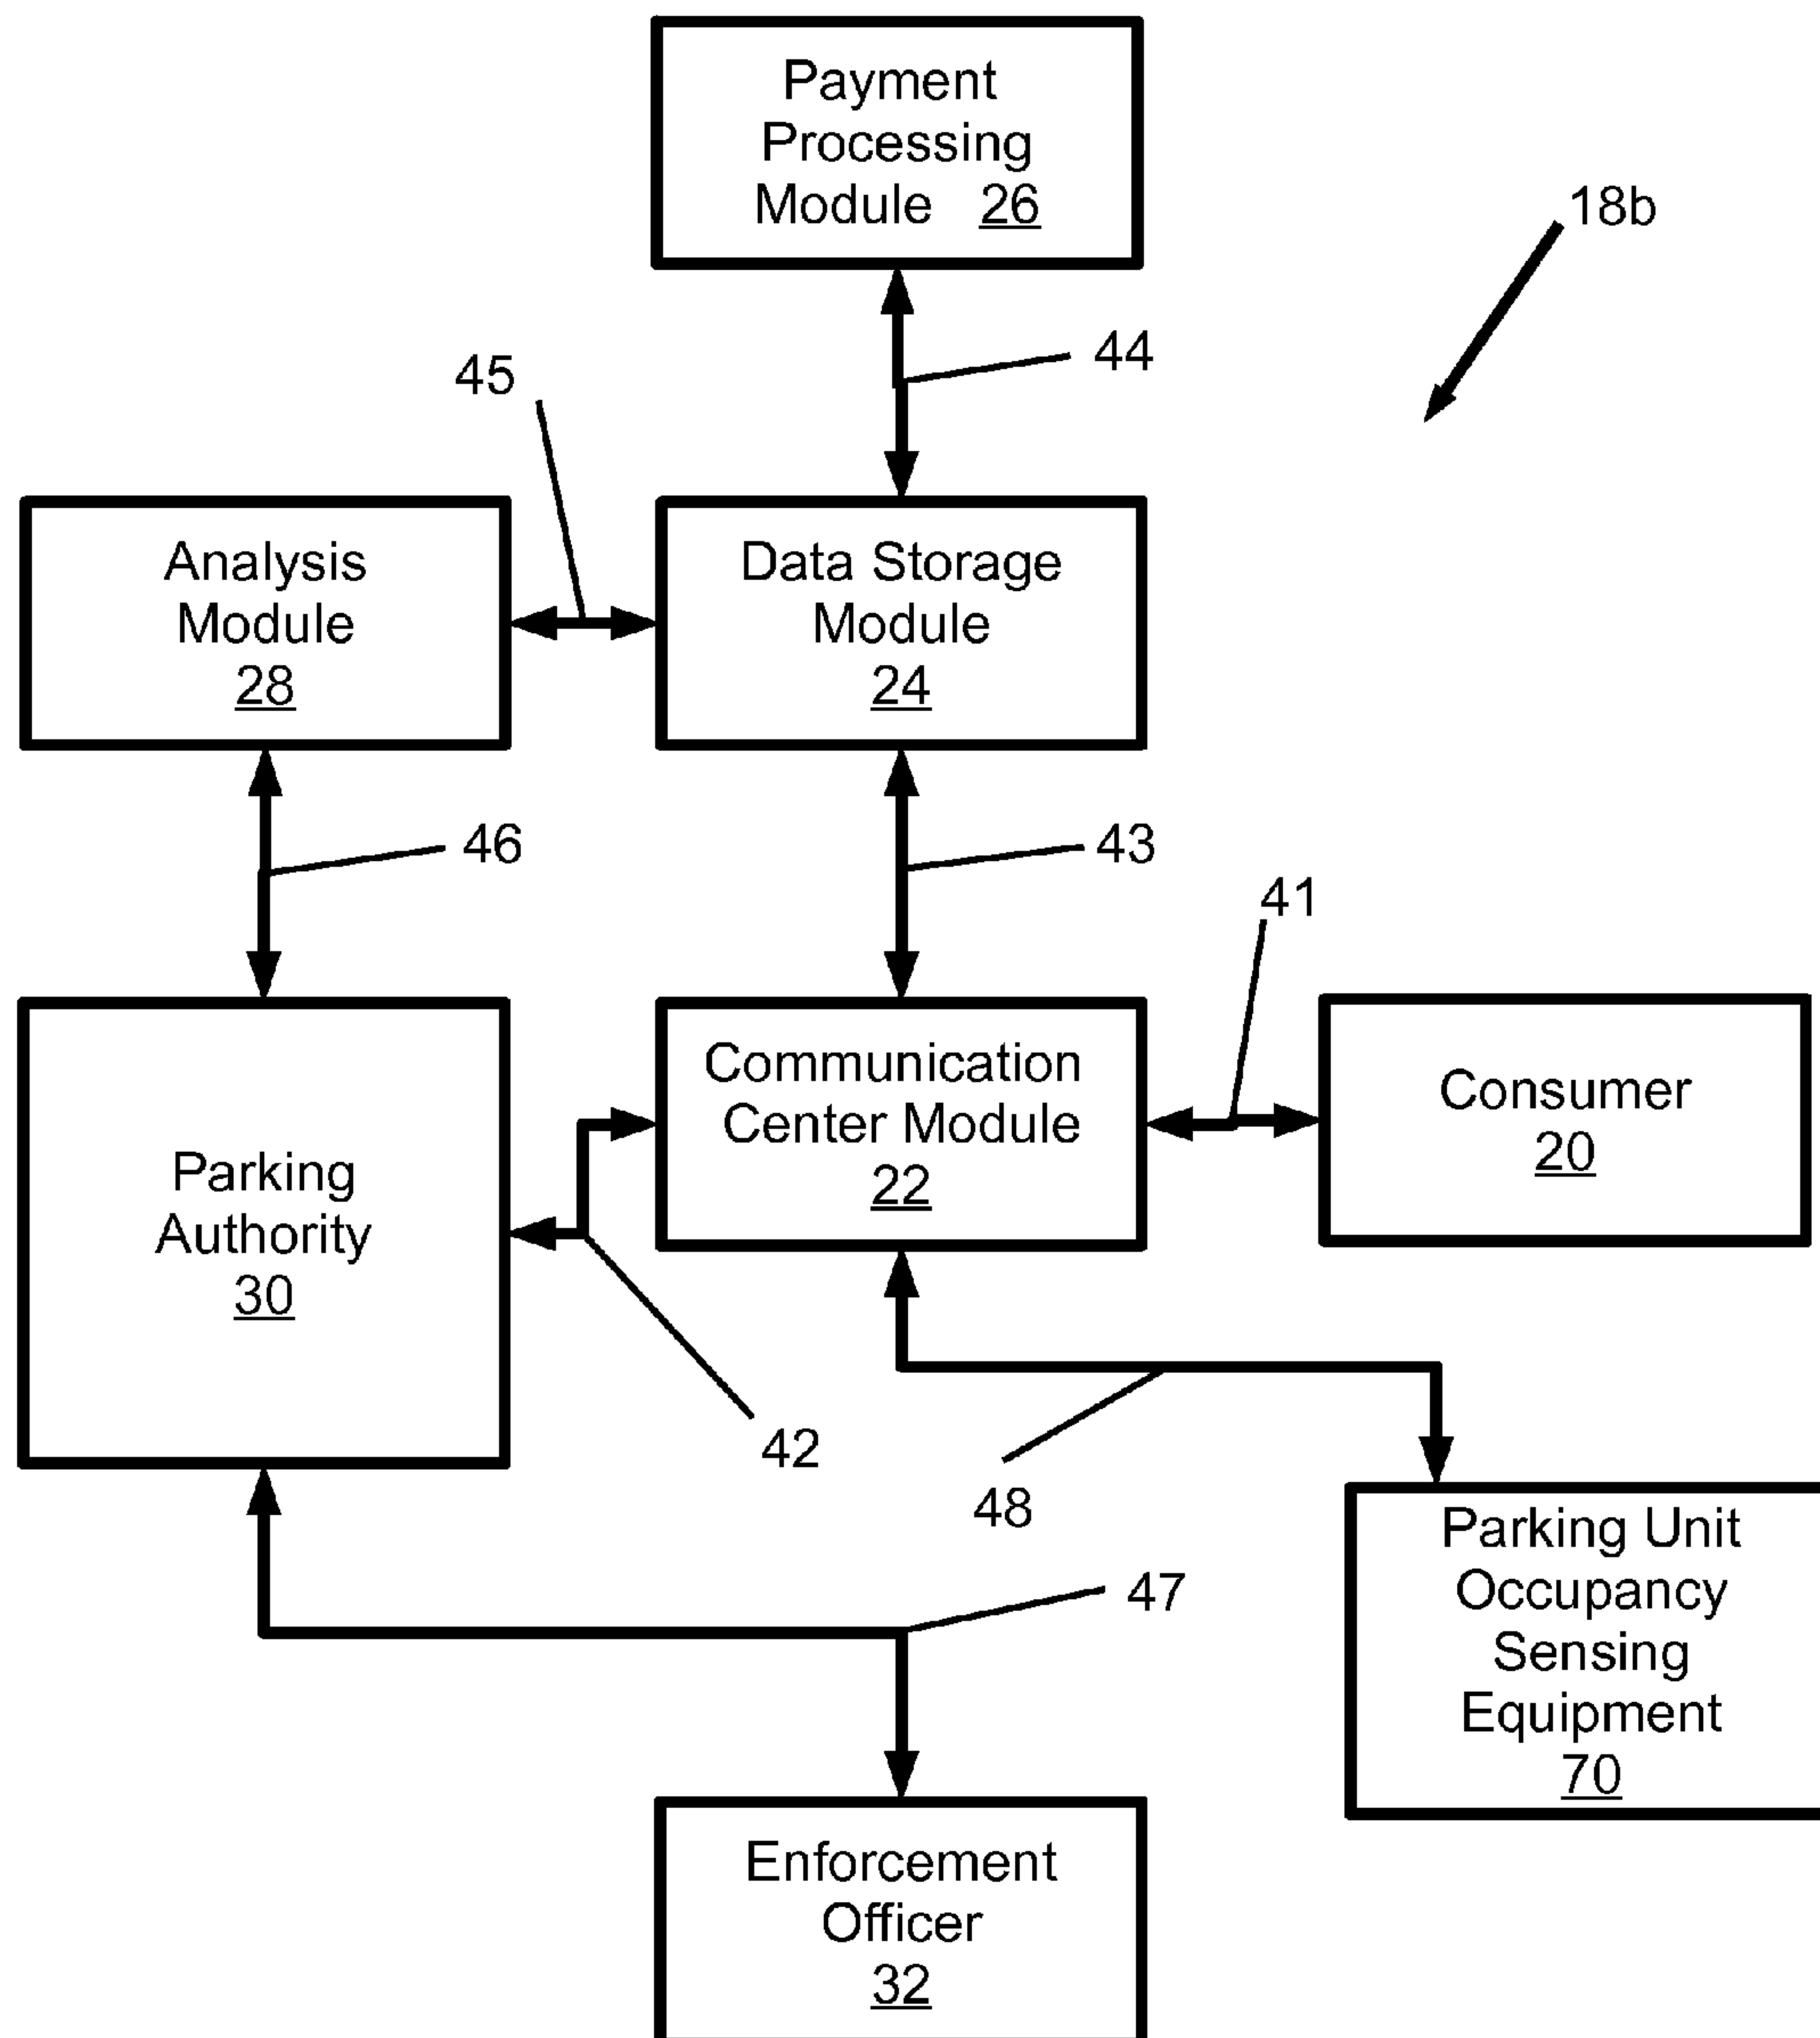 Payment
Processing
Module 26
18b
44
45
Analysis
Module
28
Data Storage
Module
24
46
43
41
Parking
Authority
30
Communication
Center Module
22
Consumer
20
42
48
Parking Unit
Occupancy
Sensing
Equipment
70
47
Enforcement
Officer
32